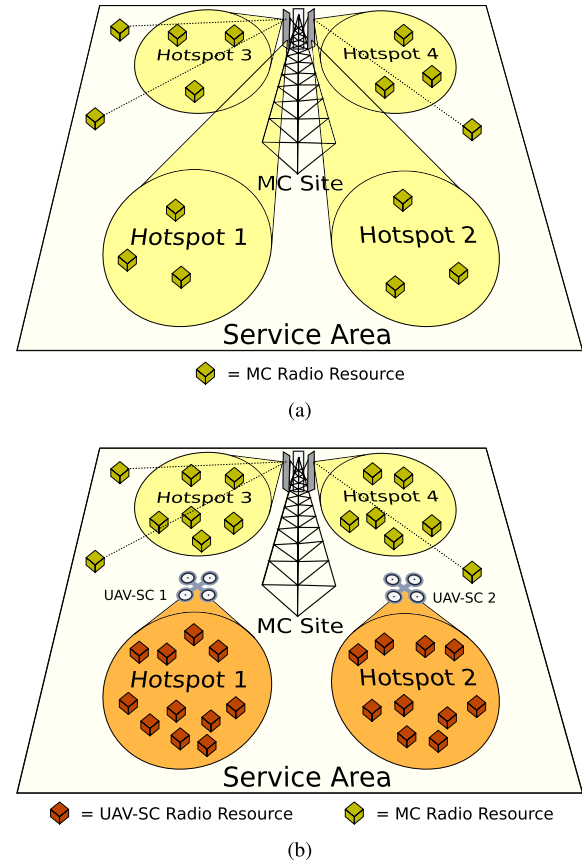 Hotspot 3
Hotspot 4
MC Site
Hotspot 1
Hotspot 2
Service Area
= MC Radio Resource
(a)
Hotspot 3
Hotspot 4
UAV-SC 1
UAV-SC 2
MC Site
Hotspot 1
Hotspot 2
Service Area
= UAV-SC Radio Resource
= MC Radio Resource
(b)